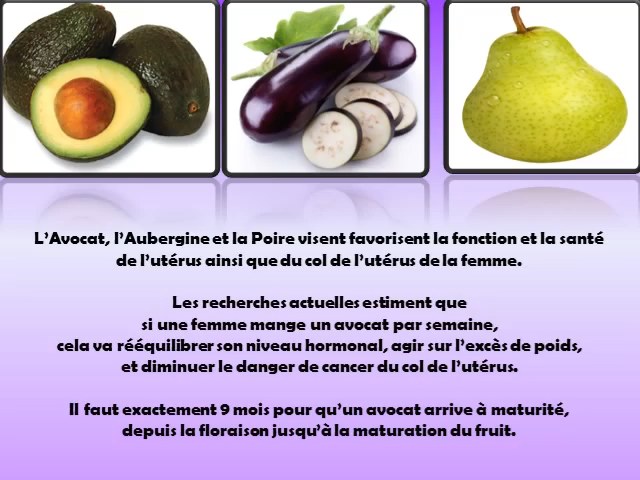 L’Avocat, l’Aubergine et la Poire visent favorisent la fonction et la santé
de l’utérus ainsi que du col de l’utérus de la femme.
Les recherches actuelles estiment que
si une femme mange un avocat par semaine,
cela va rééquilibrer son niveau hormonal, agir sur l’excès de poids,
et diminuer le danger de cancer du col de l’utérus.
Il faut exactement 9 mois pour qu’un avocat arrive à maturité,
depuis la floraison jusqu’à la maturation du fruit.